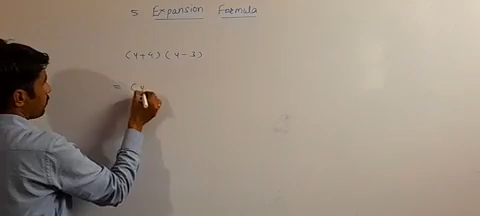 5 Expansion Formula
(y+4)(y-3)
= (y